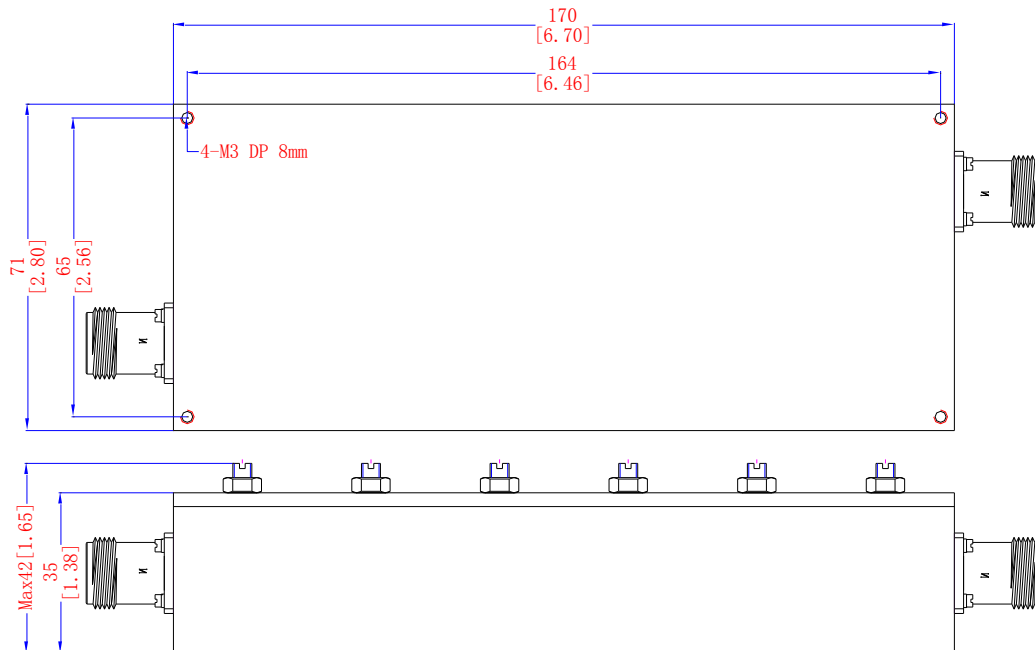 170
[6.70]
164
[6.46]
4-M3 DP 8mm
71
[2.80]
65
[2.56]
N
N
Max42[1.65]
35
[1.38]
N
N